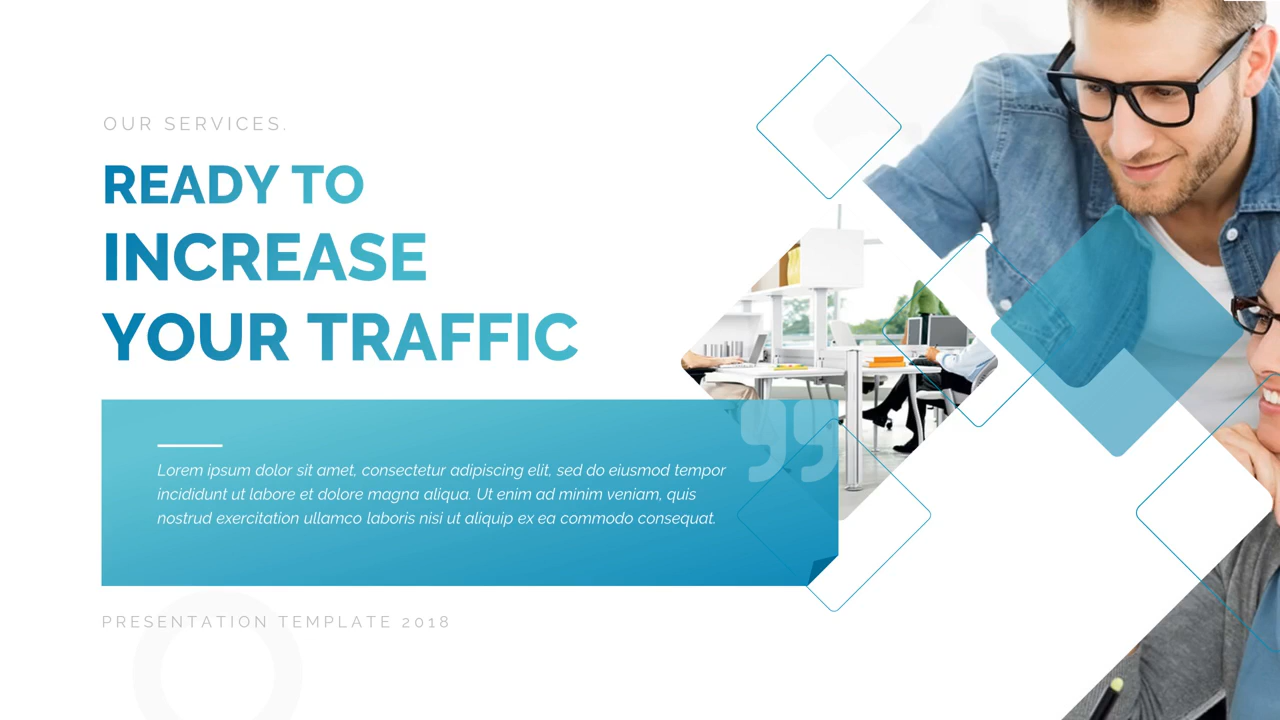 OUR SERVICES.
READY TO
INCREASE
YOUR TRAFFIC
Lorem ipsum dolor sit amet, consectetur adipiscing elit, sed do eiusmod tempor
incididunt ut labore et dolore magna aliqua. Ut enim ad minim veniam, quis
nostrud exercitation ullamco laboris nisi ut aliquip ex ea commodo consequat.
PRESENTATION TEMPLATE 2018